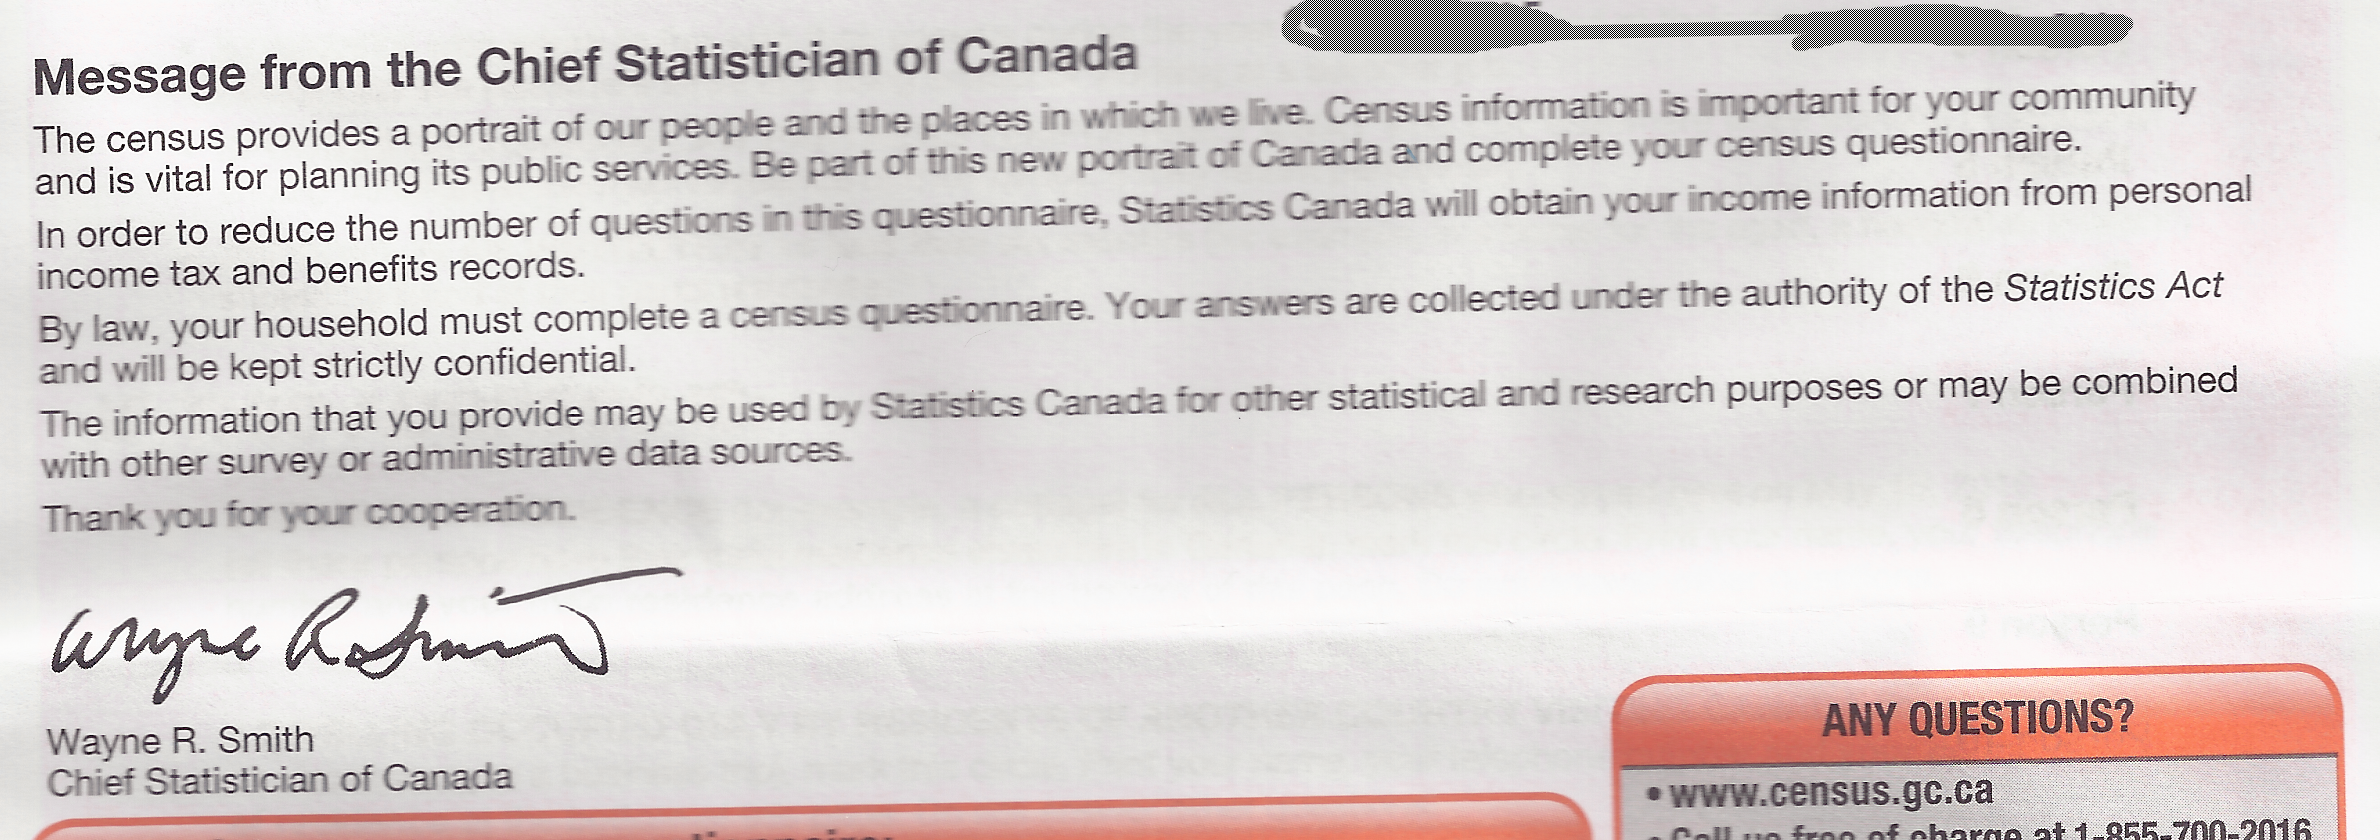 Message from the Chief Statistician of Canada
The census provides a portrait of our people and the places in which we live. Census information is important for your community
and is vital for planning its public services. Be part of this new portrait of Canada and complete your census questionnaire.
In order to reduce the number of questions in this questionnaire, Statistics Canada will obtain your income information from personal
income tax and benefits records.
By law, your household must complete a census questionnaire. Your answers are collected under the authority of the Statistics Act
and will be kept strictly confidential.
The information that you provide may be used by Statistics Canada for other statistical and research purposes or may be combined
with other survey or administrative data sources.
Thank you for your cooperation.
Wayne R. Smith
Wayne R. Smith
Chief Statistician of Canada
ANY QUESTIONS?
• www.census.gc.ca
• Call us free of charge at 1-855-700-2016